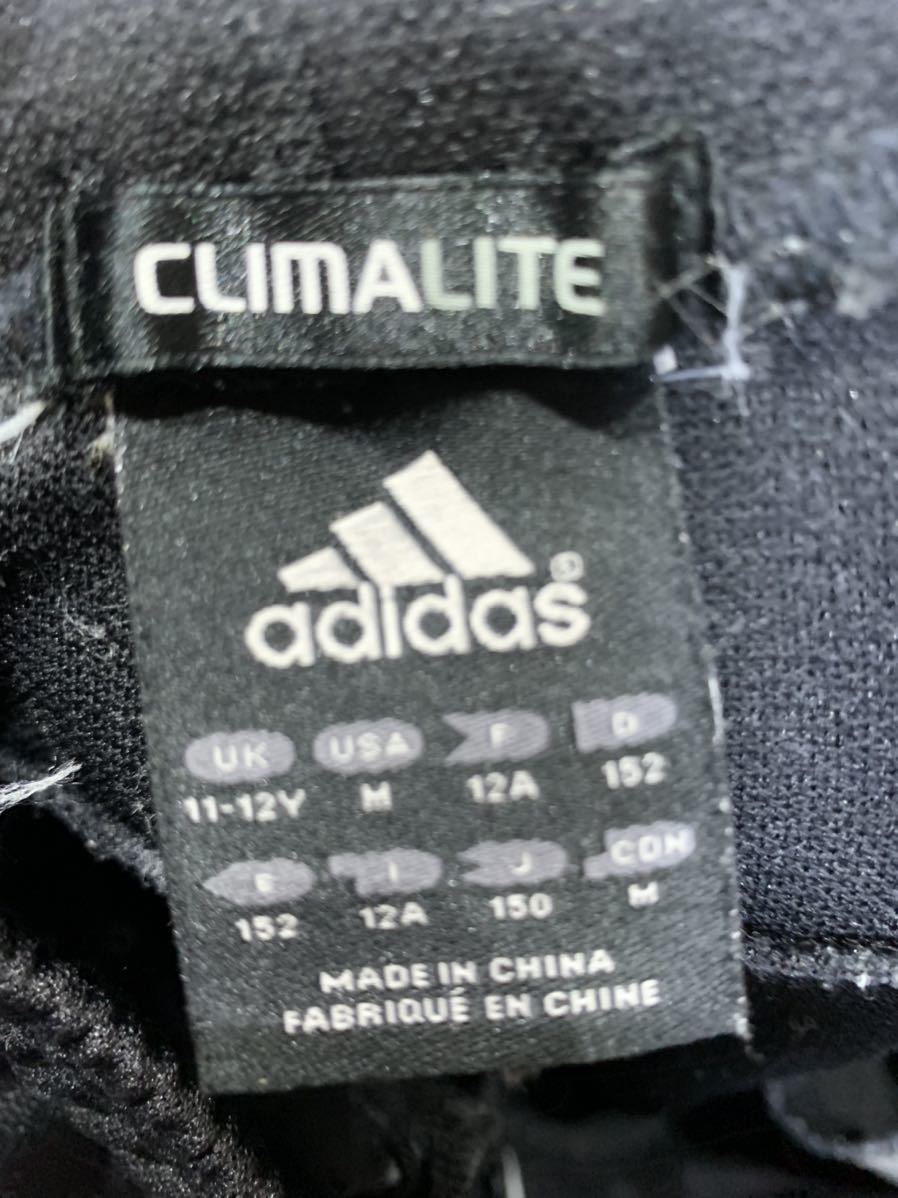 CLIMALITE
adidas
UK USA F D
11-12Y M 12A 152
E I J CDN
152 12A 150 M
MADE IN CHINA
FABRIQUÉ EN CHINE